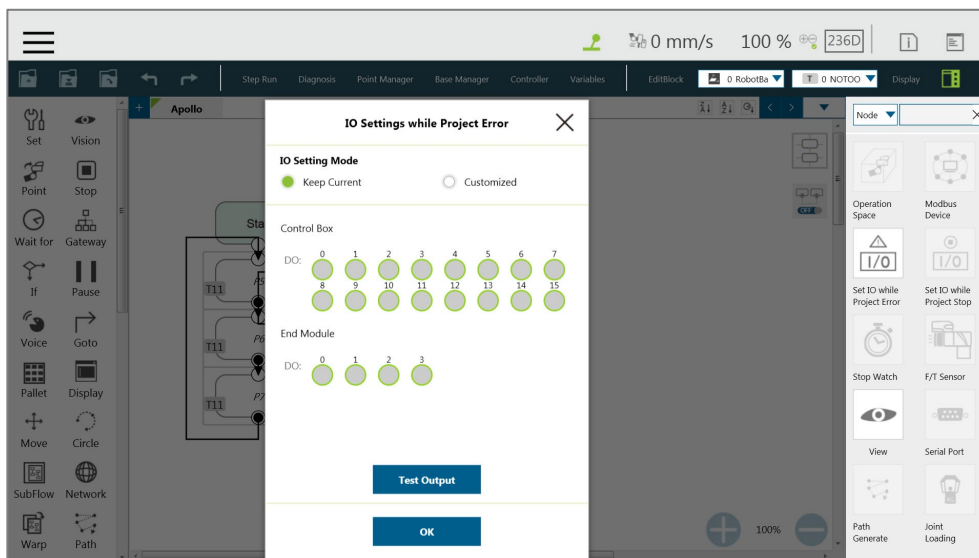 0 mm/s 100 % 236D
Step Run Diagnosis Point Manager Base Manager Controller Variables EditBlock 0 RobotBa T 0 NOTOO Display
+ Apollo
Set Vision
Point Stop
Wait for Gateway
If Pause
Voice Goto
Pallet Display
Move Circle
SubFlow Network
Warp Path
Sta
T11 P5
T11 P6
T11 P7
IO Settings while Project Error
IO Setting Mode
Keep Current Customized
Control Box
DO: 0 1 2 3 4 5 6 7
8 9 10 11 12 13 14 15
End Module
DO: 0 1 2 3
Test Output
OK
OFF
100%
Node
Operation Space
Modbus Device
I/O
I/O
Set IO while Project Error
Set IO while Project Stop
Stop Watch F/T Sensor
View Serial Port
Path Generate
Joint Loading